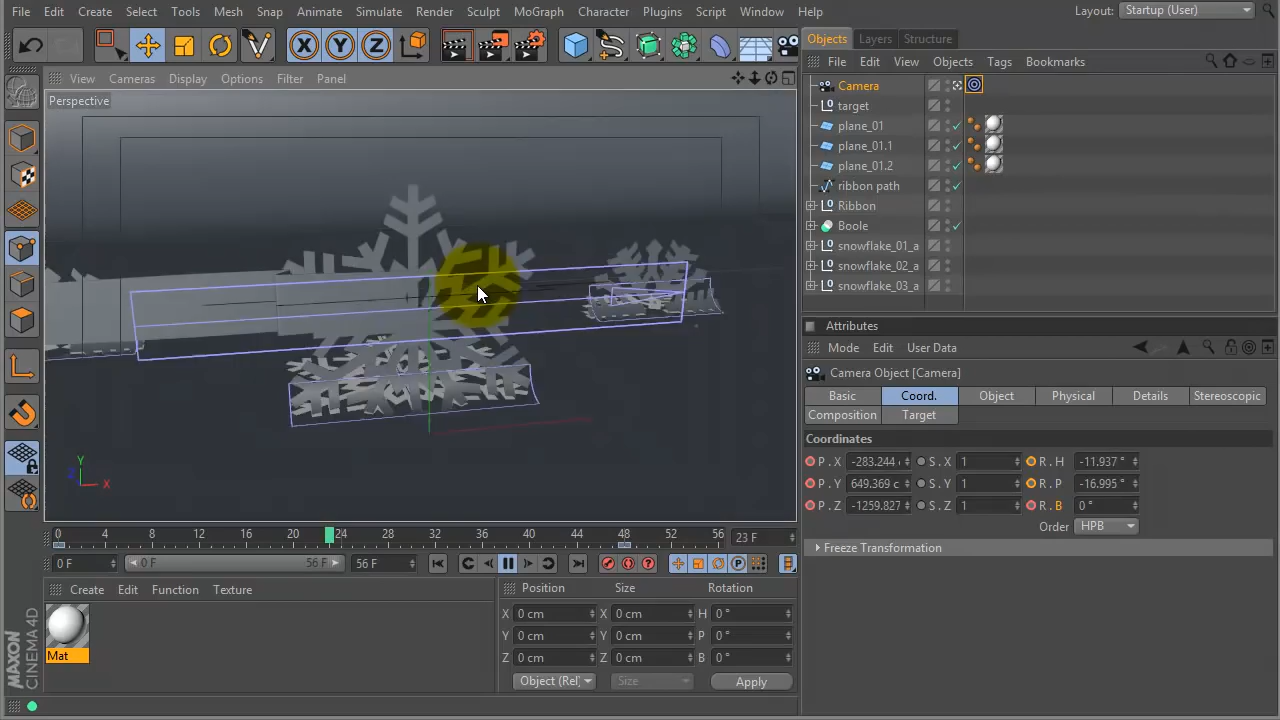 File Edit Create Select Tools Mesh Snap Animate Simulate Render Sculpt MoGraph Character Plugins Script Window Help Layout: Startup (User)
Objects Layers Structure
File Edit View Objects Tags Bookmarks
View Cameras Display Options Filter Panel
Perspective
Camera
target
plane_01
plane_01.1
plane_01.2
ribbon path
Ribbon
Boole
snowflake_01_a
snowflake_02_a
snowflake_03_a
Attributes
Mode Edit User Data
Camera Object [Camera]
Basic Coord. Object Physical Details Stereoscopic
Composition Target
Coordinates
P . X -283.244 c S . X 1 R . H -11.937 °
P . Y 649.369 c S . Y 1 R . P -16.995 °
P . Z -1259.827 S . Z 1 R . B 0 °
Order HPB
Freeze Transformation
Y
X
0 4 8 12 16 20 24 28 32 36 40 44 48 52 56 23 F
0 F 0 F 56 F 56 F
Create Edit Function Texture
Mat
Position Size Rotation
X 0 cm X 0 cm H 0 °
Y 0 cm Y 0 cm P 0 °
Z 0 cm Z 0 cm B 0 °
Object (Rel) Size Apply
MAXON
CINEMA 4D